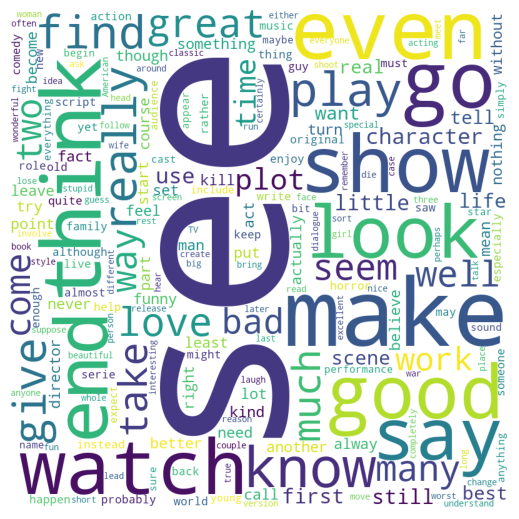 woman
often
action
become
new
comedy
find
great
music
classic
maybe
either
everyone
meet
ask
acting
far
even
go
though
something
thing
guy
shoot
must
simply
without
begin
idea
American
around
audience
real
two
wonderful
fight
everything
script
head
time
appear
rather
run
certainly
play
want
tell
yet
follow
course
turn
special
character
nothing
old
role
fact
wife
use
kill
cast
enjoy
original
remember
die
case
show
lose
stupid
leave
quite
guess
start
set
include
plot
little
life
try
family
feel
screen
rest
face
write
bit
three
saw
star
mean
especially
think
end
way
really
see
point
involve
book
style
although
live
man
TV
keep
act
actually
dialogue
sort
girl
perhaps
talk
look
seem
well
come
enough
almost
different
part
create
big
put
bring
hear
horror
nice
excellent
may
believe
sound
suppose
never
help
funny
read
make
give
beautiful
person
release
love
bad
later
last
director
serie
take
least
might
interesting
laugh
right
lot
much
scene
performance
work
place
someone
war
anyone
whole
expect
kind
need
reason
couple
another
alway
good
say
completely
long
anything
name
fun
instead
better
watch
lead
sure
back
true
know
many
call
first
still
move
worst
best
happen
short
probably
world
young
version
understand